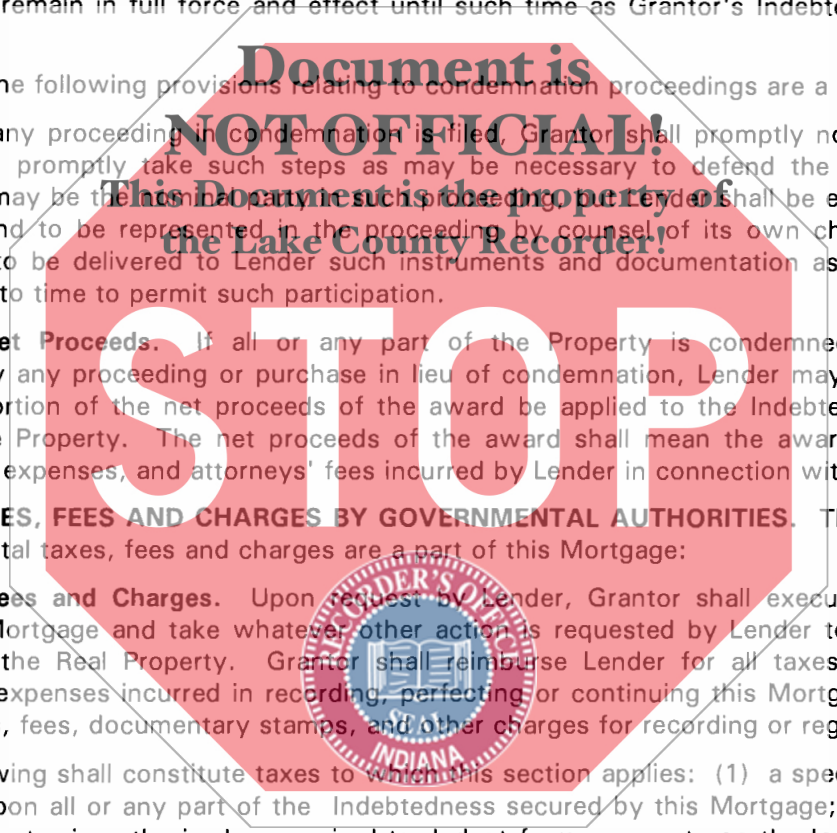 remain in full force and effect until such time as Grantor's Indebte
Document is
he following provisions relating to condemnation proceedings are a
NOT OFFICIAL!
any proceeding in condemnation is filed, Grantor shall promptly no
promptly take such steps as may be necessary to defend the
This Document is the property of
may be the nominal party in such proceeding, but Lender shall be e
nd to be represented in the proceeding by counsel of its own ch
the Lake County Recorder!
to be delivered to Lender such instruments and documentation as
to time to permit such participation.
STOP
et Proceeds. If all or any part of the Property is condemne
y any proceeding or purchase in lieu of condemnation, Lender may
ortion of the net proceeds of the award be applied to the Indebte
e Property. The net proceeds of the award shall mean the awar
expenses, and attorneys' fees incurred by Lender in connection wit
ES, FEES AND CHARGES BY GOVERNMENTAL AUTHORITIES. Th
tal taxes, fees and charges are a part of this Mortgage:
RECORDER'S OFFICE
ees and Charges. Upon request by Lender, Grantor shall execu
Mortgage and take whatever other action is requested by Lender to
the Real Property. Grantor shall reimburse Lender for all taxes
expenses incurred in recording, perfecting or continuing this Mortg
, fees, documentary stamps, and other charges for recording or reg
SEAL
INDIANA
wing shall constitute taxes to which this section applies: (1) a spe
pon all or any part of the Indebtedness secured by this Mortgage;